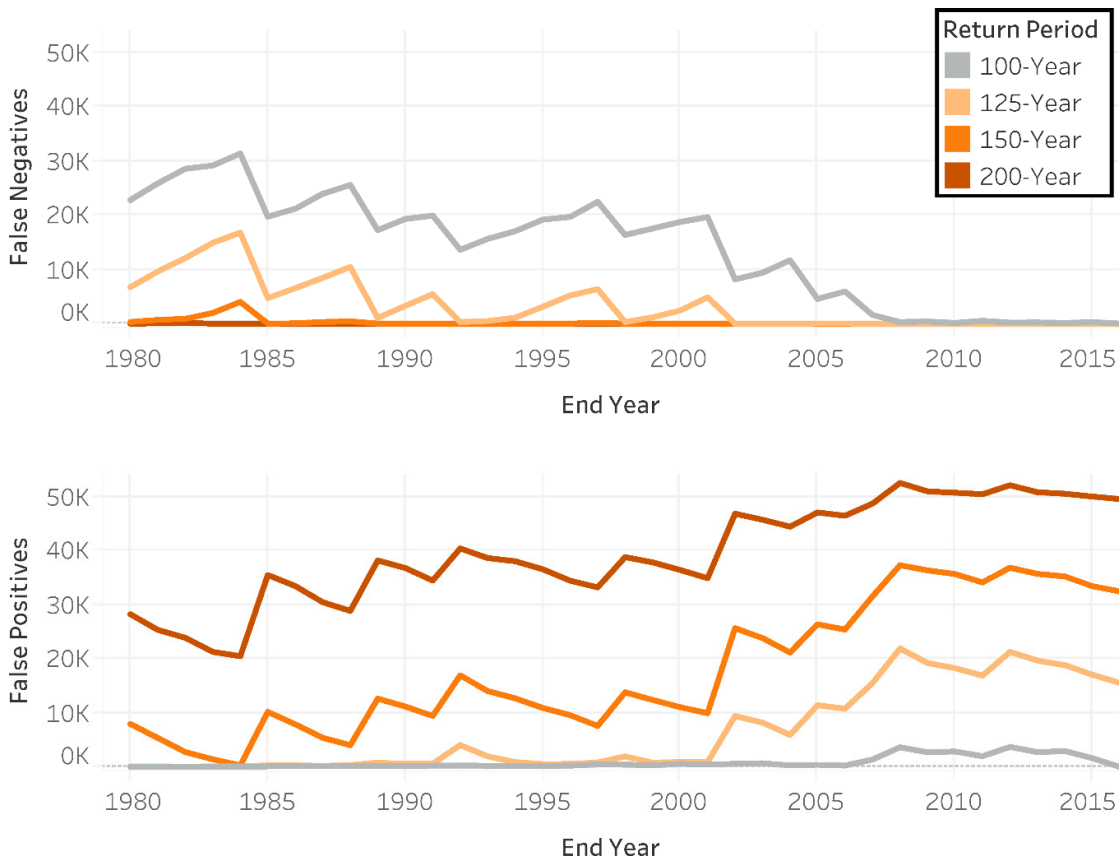 Return Period
100-Year
125-Year
150-Year
200-Year
False Negatives
50K
40K
30K
20K
10K
0K
1980 1985 1990 1995 2000 2005 2010 2015
End Year
False Positives
50K
40K
30K
20K
10K
0K
1980 1985 1990 1995 2000 2005 2010 2015
End Year